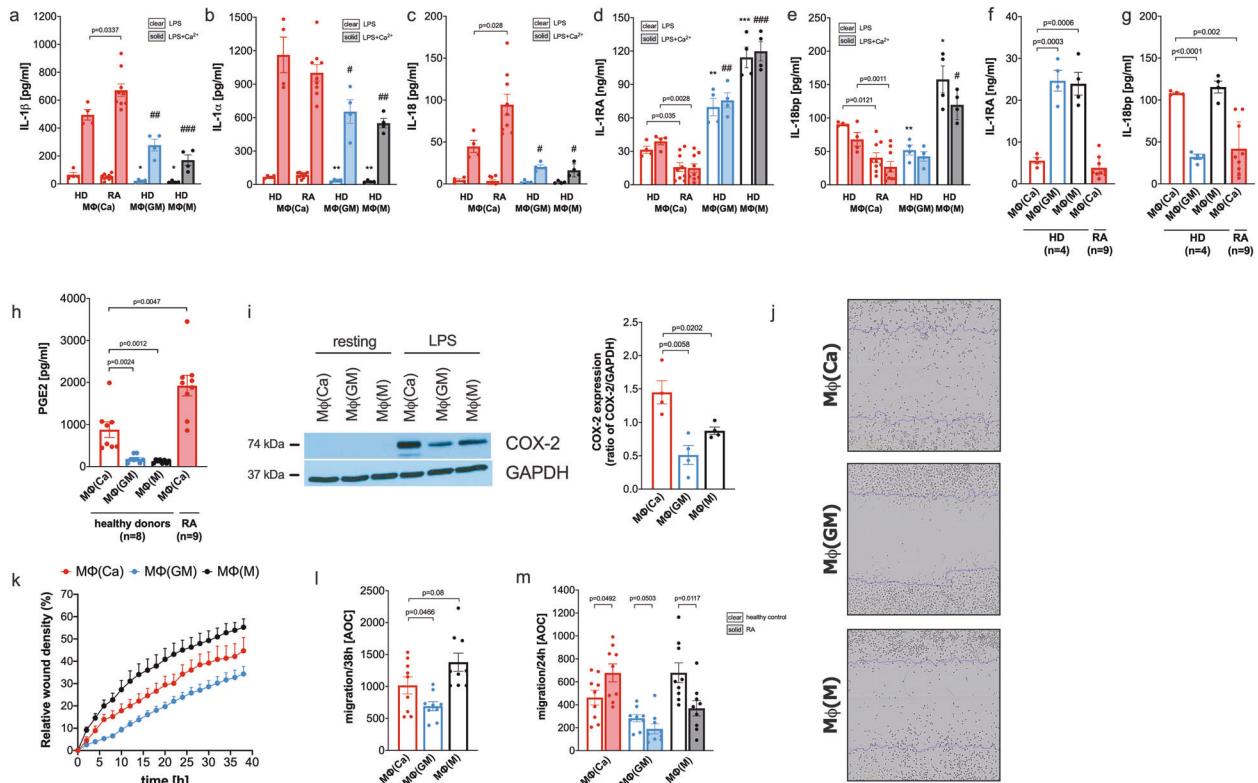 a
clear LPS
solid LPS+Ca²⁺
p=0.0337
IL-1β [pg/ml]
1200
1000
800
600
400
200
0
* ## * ###
HD RA HD HD
MΦ(Ca) MΦ(GM) MΦ(M)
b
clear LPS
solid LPS+Ca²⁺
IL-1α [pg/ml]
1500
1200
900
600
300
0
** # ** ##
HD RA HD HD
MΦ(Ca) MΦ(GM) MΦ(M)
c
clear LPS
solid LPS+Ca²⁺
p=0.028
IL-18 [pg/ml]
200
150
100
50
0
# #
HD RA HD HD
MΦ(Ca) MΦ(GM) MΦ(M)
d
clear LPS
solid LPS+Ca²⁺
*** ###
** ##
p=0.0028
p=0.035
IL-1RA [ng/ml]
150
100
50
0
HD RA HD HD
MΦ(Ca) MΦ(GM) MΦ(M)
e
clear LPS
solid LPS+Ca²⁺
* #
p=0.0011
p=0.0121
**
IL-18bp [pg/ml]
250
200
150
100
50
0
HD RA HD HD
MΦ(Ca) MΦ(GM) MΦ(M)
f
p=0.0006
p=0.0003
IL-1RA [ng/ml]
40
30
20
10
0
MΦ(Ca) MΦ(GM) MΦ(M) MΦ(Ca)
HD RA
(n=4) (n=9)
g
p=0.002
p<0.0001
IL-18bp [pg/ml]
200
150
100
50
0
MΦ(Ca) MΦ(GM) MΦ(M) MΦ(Ca)
HD RA
(n=4) (n=9)
h
p=0.0047
p=0.0012
p=0.0024
PGE2 [pg/ml]
4000
3000
2000
1000
0
MΦ(Ca) MΦ(GM) MΦ(M) MΦ(Ca)
healthy donors RA
(n=8) (n=9)
i
resting LPS
Mϕ(Ca) Mϕ(GM) Mϕ(M) Mϕ(Ca) Mϕ(GM) Mϕ(M)
74 kDa COX-2
37 kDa GAPDH
p=0.0202
p=0.0058
COX-2 expression
(ratio of COX-2/GAPDH)
2.5
2.0
1.5
1.0
0.5
0.0
MΦ(Ca) MΦ(GM) MΦ(M)
j
Mϕ(Ca)
Mϕ(GM)
Mϕ(M)
k
MΦ(Ca) MΦ(GM) MΦ(M)
Relative wound density (%)
70
60
50
40
30
20
10
0
0 5 10 15 20 25 30 35 40
time [h]
l
p=0.08
p=0.0466
migration/38h [AOC]
2500
2000
1500
1000
500
0
MΦ(Ca) MΦ(GM) MΦ(M)
m
p=0.0492 p=0.0503 p=0.0117
clear healthy control
solid RA
migration/24h [AOC]
1400
1200
1000
800
600
400
200
0
MΦ(Ca) MΦ(GM) MΦ(M)